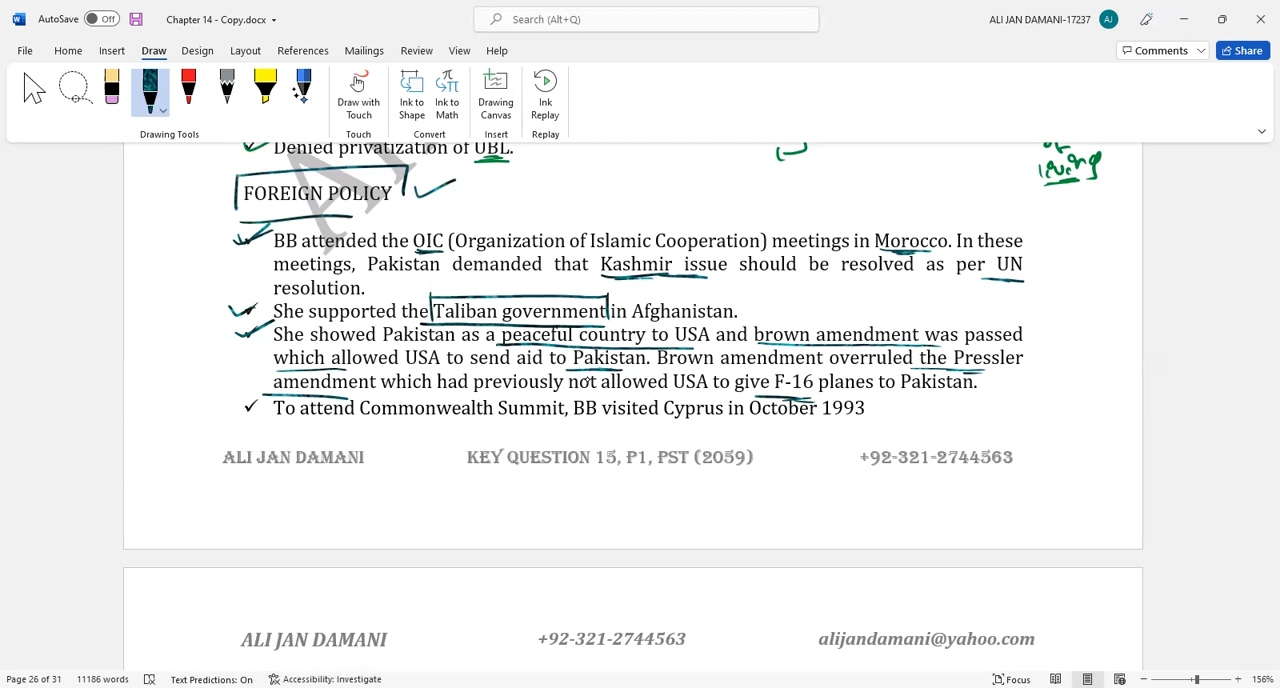 AutoSave Off Chapter 14 - Copy.docx Search (Alt+Q) ALI JAN DAMANI-17237 AJ
File Home Insert Draw Design Layout References Mailings Review View Help Comments Share
Draw with Touch Ink to Shape Ink to Math Drawing Canvas Ink Replay
Drawing Tools Touch Convert Insert Replay
Denied privatization of UBL.
of
living
FOREIGN POLICY
BB attended the OIC (Organization of Islamic Cooperation) meetings in Morocco. In these
meetings, Pakistan demanded that Kashmir issue should be resolved as per UN
resolution.
She supported the Taliban government in Afghanistan.
She showed Pakistan as a peaceful country to USA and brown amendment was passed
which allowed USA to send aid to Pakistan. Brown amendment overruled the Pressler
amendment which had previously not allowed USA to give F-16 planes to Pakistan.
To attend Commonwealth Summit, BB visited Cyprus in October 1993
ALI JAN DAMANI KEY QUESTION 15, P1, PST (2059) +92-321-2744563
ALI JAN DAMANI +92-321-2744563 alijandamani@yahoo.com
Page 26 of 31 11186 words Text Predictions: On Accessibility: Investigate Focus 156%